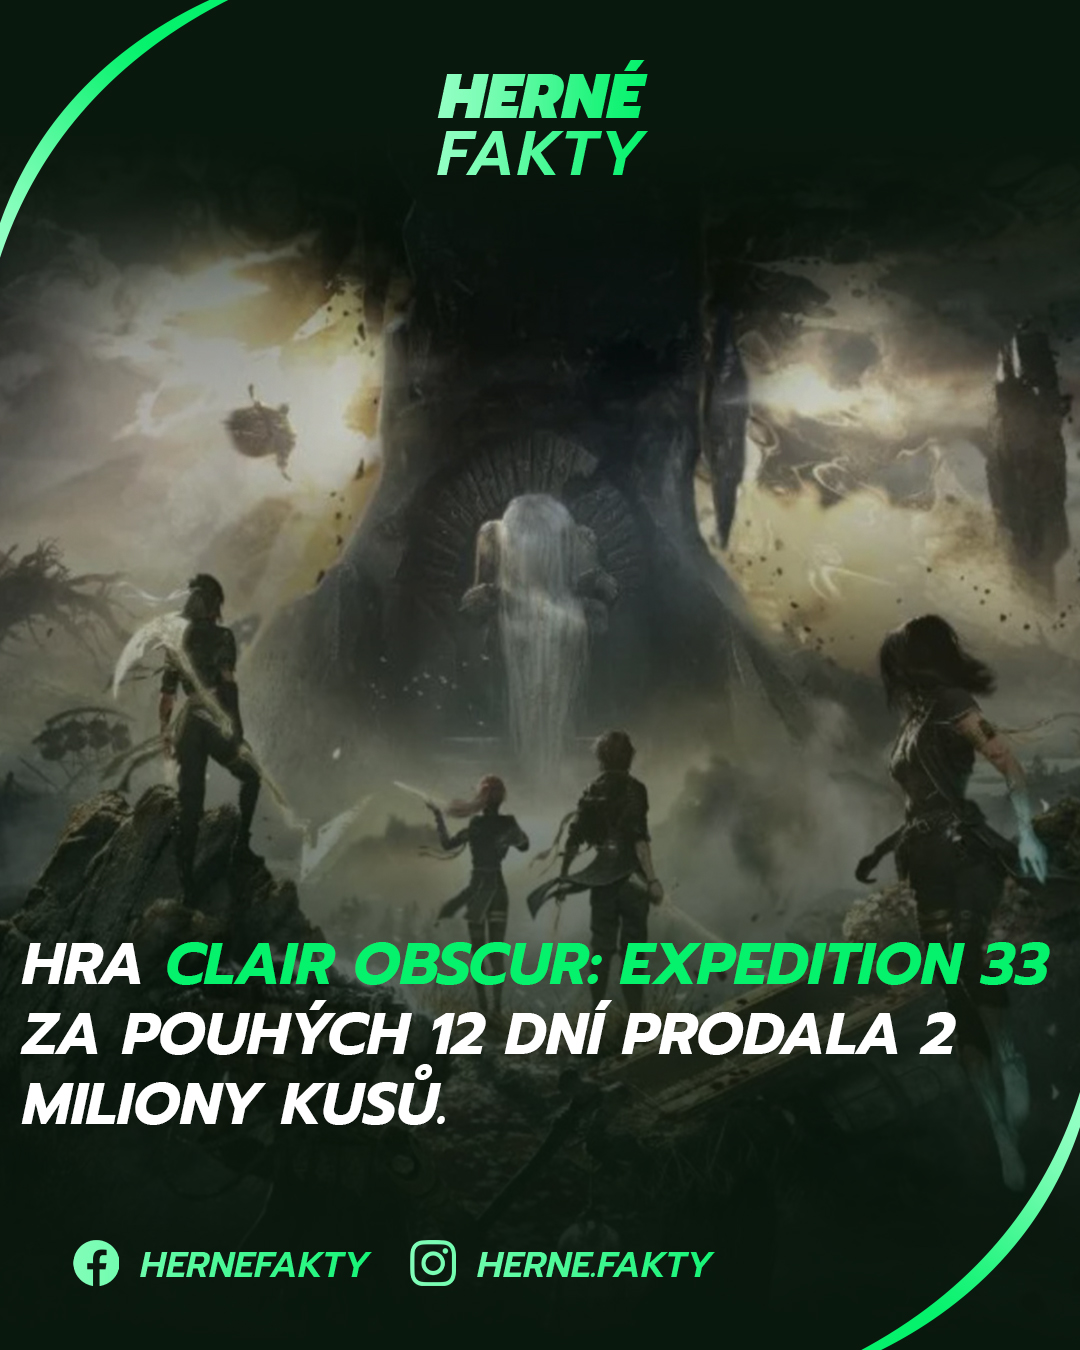 HERNÉ
FAKTY
HRA CLAIR OBSCUR: EXPEDITION 33
ZA POUHÝCH 12 DNÍ PRODALA 2
MILIONY KUSŮ.
HERNEFAKTY HERNE.FAKTY